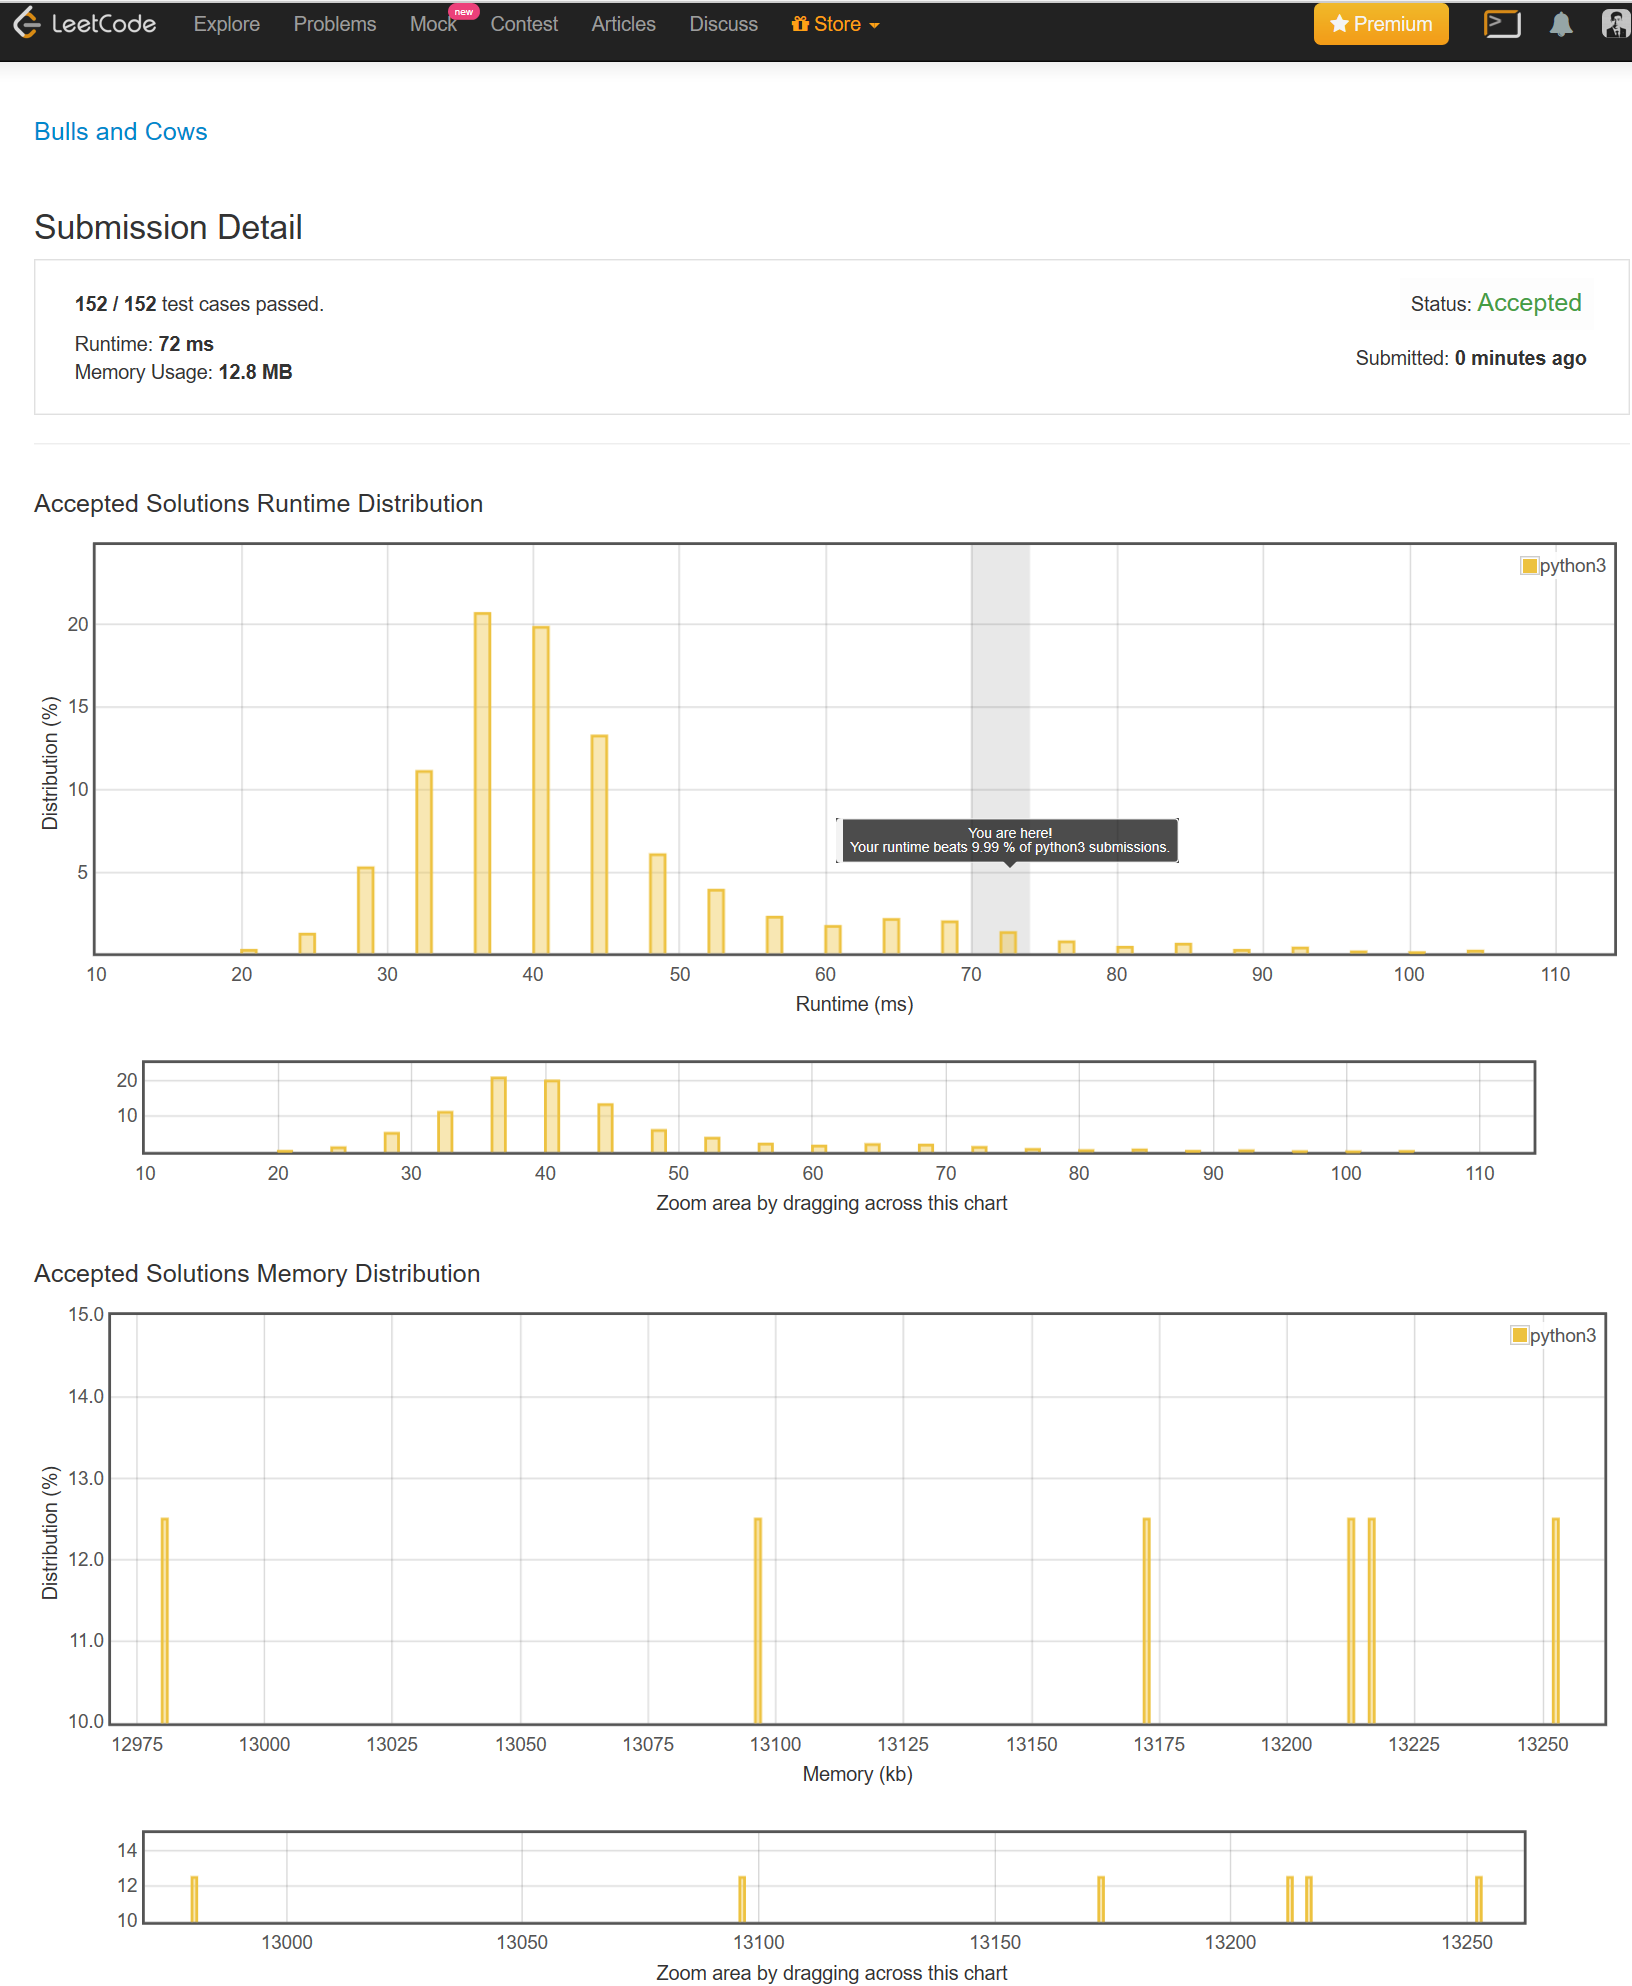 LeetCode Explore Problems Mock new Contest Articles Discuss Store Premium
Bulls and Cows
Submission Detail
152 / 152 test cases passed.
Status: Accepted
Runtime: 72 ms
Submitted: 0 minutes ago
Memory Usage: 12.8 MB
Accepted Solutions Runtime Distribution
python3
20
15
10
5
Distribution (%)
You are here!
Your runtime beats 9.99 % of python3 submissions.
10 20 30 40 50 60 70 80 90 100 110
Runtime (ms)
20
10
10 20 30 40 50 60 70 80 90 100 110
Zoom area by dragging across this chart
Accepted Solutions Memory Distribution
python3
15.0
14.0
13.0
12.0
11.0
10.0
Distribution (%)
12975 13000 13025 13050 13075 13100 13125 13150 13175 13200 13225 13250
Memory (kb)
14
12
10
13000 13050 13100 13150 13200 13250
Zoom area by dragging across this chart